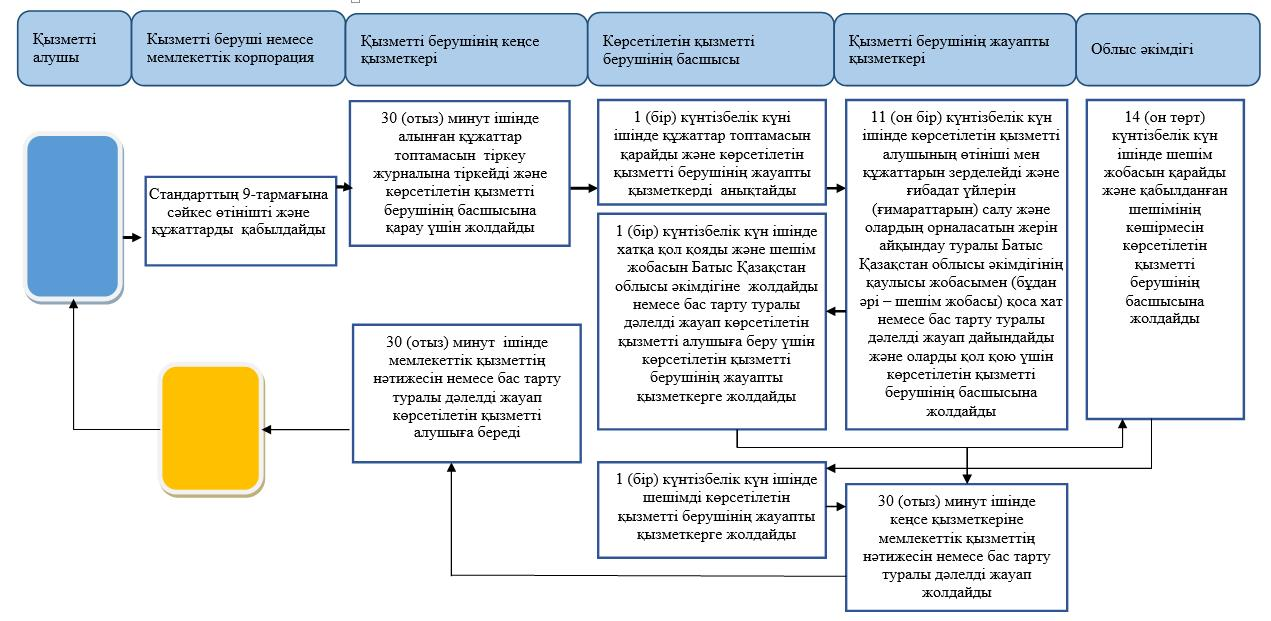 Қызметті
алушы
Кызметті беруші немесе
мемлекеттік корпорация
Қызметті берушінің кеңсе
қызметкері
Көрсетілетін қызметті
берушінің басшысы
Қызметті берушінің жауапты
қызметкері
Облыс әкімдігі
Стандарттың 9-тармағына
сәйкес өтінішті және
құжаттарды қабылдайды
30 (отыз) минут ішінде
алынған құжаттар
топтамасын тіркеу
журналына тіркейді және
көрсетілетін қызметті
берушінің басшысына
қарау үшін жолдайды
1 (бір) күнтізбелік күні
ішінде құжаттар топтамасын
қарайды және көрсетілетін
қызметті берушінің жауапты
қызметкерді анықтайды
11 (он бір) күнтізбелік күн
ішінде көрсетілетін қызметті
алушының өтініші мен
құжаттарын зерделейді және
ғибадат үйлерін
(ғимараттарын) салу және
олардың орналасатын жерін
айқындау туралы Батыс
Қазақстан облысы әкімдігінің
қаулысы жобасымен (бұдан
әрі – шешім жобасы) қоса хат
немесе бас тарту туралы
дәлелді жауап дайындайды
және оларды қол қою үшін
көрсетілетін қызметті
берушінің басшысына
жолдайды
14 (он төрт)
күнтізбелік күн
ішінде шешім
жобасын қарайды
және қабылданған
шешімінің
көшірмесін
көрсетілетін
қызметті
берушінің
басшысына
жолдайды
1 (бір) күнтізбелік күн ішінде
хатқа қол қояды және шешім
жобасын Батыс Қазақстан
облысы әкімдігіне жолдайды
немесе бас тарту туралы
дәлелді жауап көрсетілетін
қызметті алушыға беру үшін
көрсетілетін қызметті
берушінің жауапты
қызметкерге жолдайды
30 (отыз) минут ішінде
мемлекеттік қызметтің
нәтижесін немесе бас тарту
туралы дәлелді жауап
көрсетілетін қызметті
алушыға береді
1 (бір) күнтізбелік күн ішінде
шешімді көрсетілетін
қызметті берушінің жауапты
қызметкерге жолдайды
30 (отыз) минут ішінде
кеңсе қызметкеріне
мемлекеттік қызметтің
нәтижесін немесе бас тарту
туралы дәлелді жауап
жолдайды